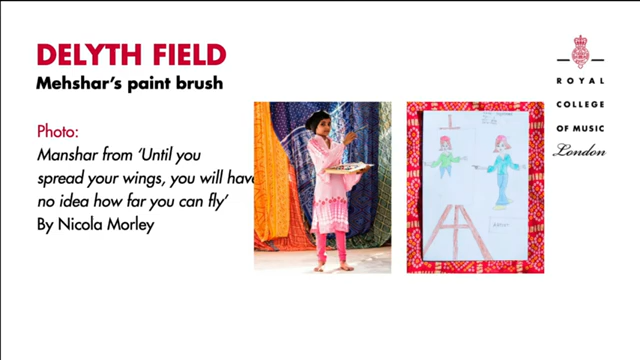 DELYTH FIELD
Mehshar's paint brush
Photo:
Manshar from 'Until you
spread your wings, you will have
no idea how far you can fly'
By Nicola Morley
ROYAL
COLLEGE
OF MUSIC
London